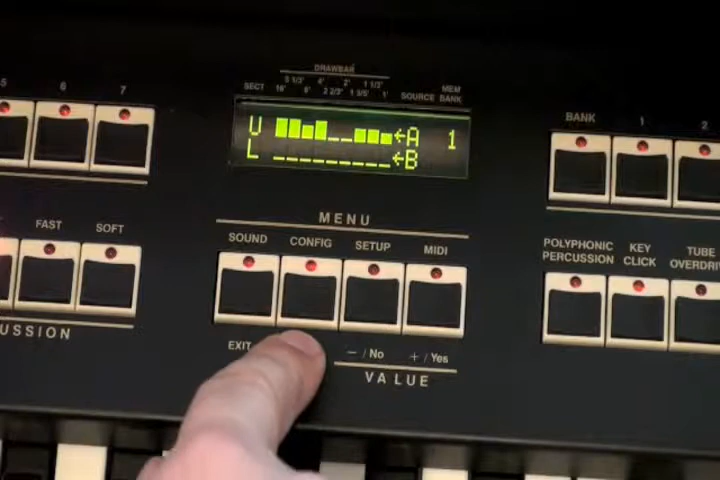 DRAWBAR
5 1/3' 4' 2' 1 1/3'
SECT 16' 8' 2 2/3' 1 3/5' 1' SOURCE MEM BANK
U ←A 1
L ←B
5 6 7
BANK 1 2
MENU
FAST SOFT
SOUND CONFIG SETUP MIDI
POLYPHONIC PERCUSSION
KEY CLICK
TUBE
USSION
EXIT
− / No + / Yes
VALUE